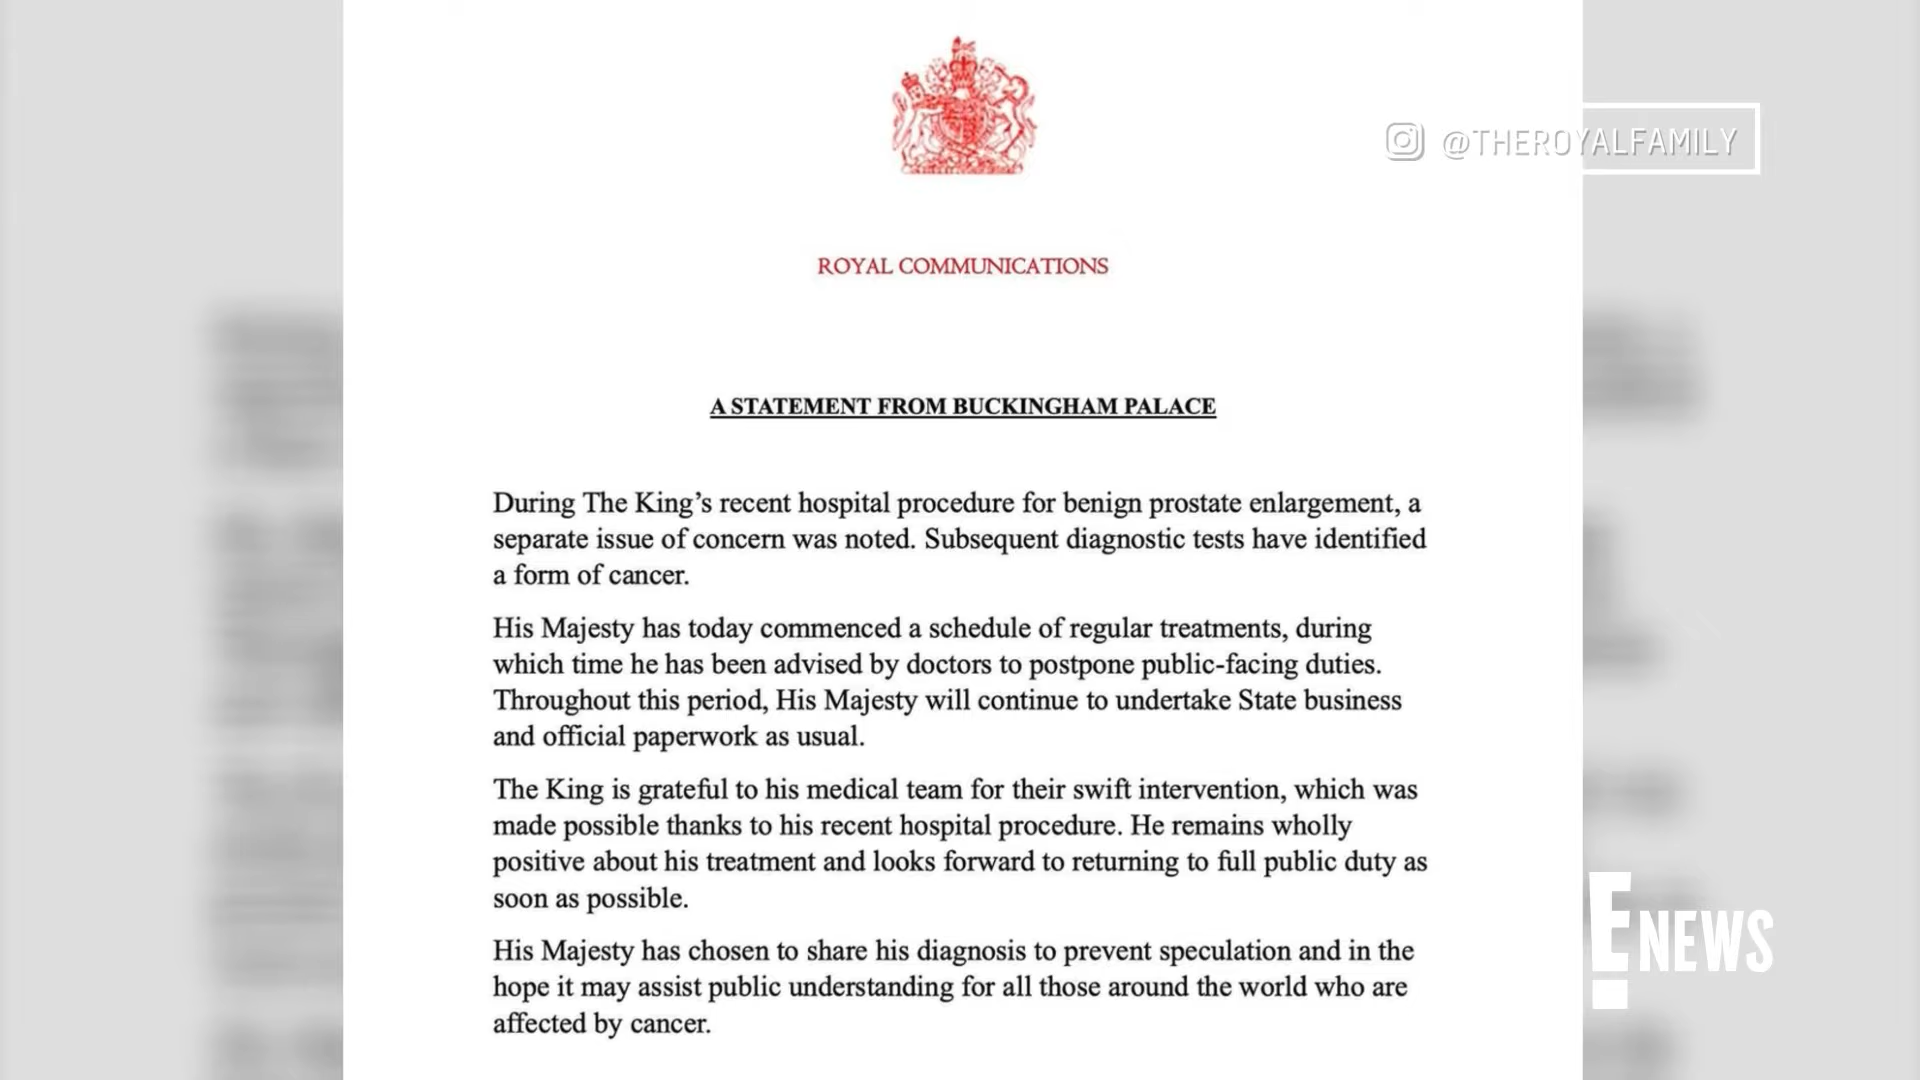 @THEROYALFAMILY
ROYAL COMMUNICATIONS
A STATEMENT FROM BUCKINGHAM PALACE
During The King’s recent hospital procedure for benign prostate enlargement, a
separate issue of concern was noted. Subsequent diagnostic tests have identified
a form of cancer.
His Majesty has today commenced a schedule of regular treatments, during
which time he has been advised by doctors to postpone public-facing duties.
Throughout this period, His Majesty will continue to undertake State business
and official paperwork as usual.
The King is grateful to his medical team for their swift intervention, which was
made possible thanks to his recent hospital procedure. He remains wholly
positive about his treatment and looks forward to returning to full public duty as
soon as possible.
His Majesty has chosen to share his diagnosis to prevent speculation and in the
hope it may assist public understanding for all those around the world who are
affected by cancer.
E NEWS